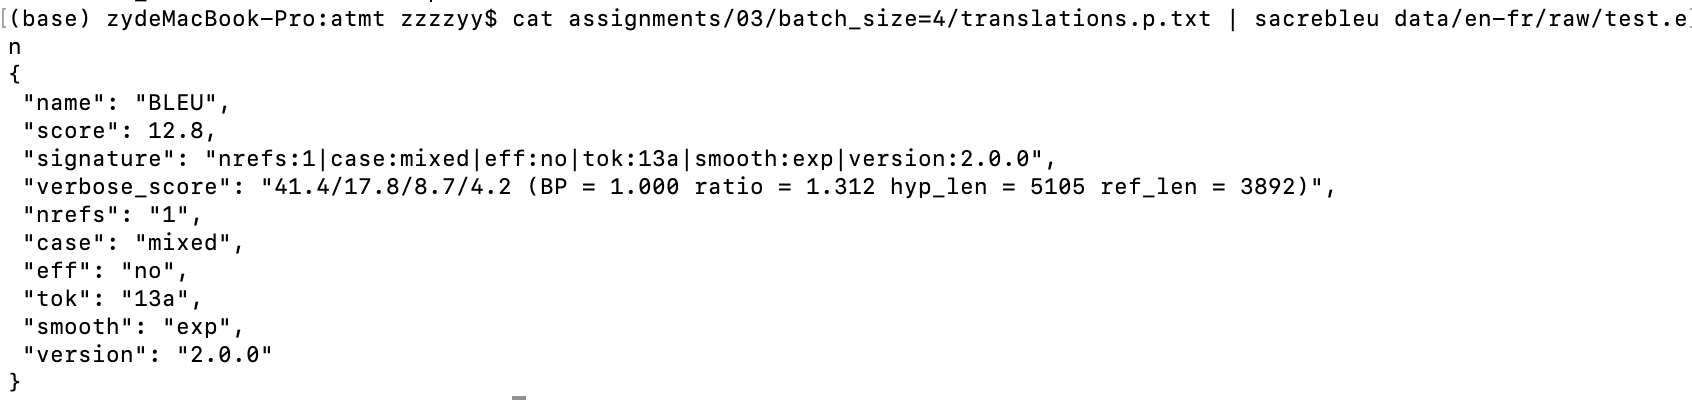 (base) zydeMacBook-Pro:atmt zzzzyy$ cat assignments/03/batch_size=4/translations.p.txt | sacrebleu data/en-fr/raw/test.e
n
{
 "name": "BLEU",
 "score": 12.8,
 "signature": "nrefs:1|case:mixed|eff:no|tok:13a|smooth:exp|version:2.0.0",
 "verbose_score": "41.4/17.8/8.7/4.2 (BP = 1.000 ratio = 1.312 hyp_len = 5105 ref_len = 3892)",
 "nrefs": "1",
 "case": "mixed",
 "eff": "no",
 "tok": "13a",
 "smooth": "exp",
 "version": "2.0.0"
}